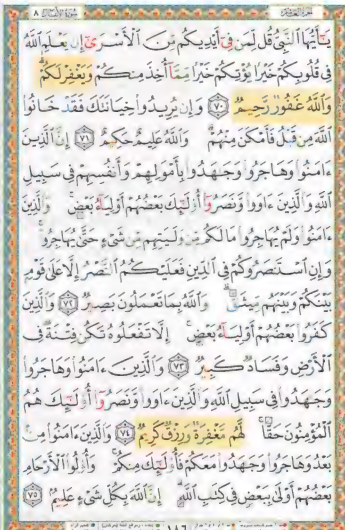 ٨ سورة الأنفال الجزء العاشر
يَٰٓأَيُّهَا ٱلنَّبِىُّ قُل لِّمَن فِىٓ أَيْدِيكُم مِّنَ ٱلْأَسْرَىٰٓ إِن يَعْلَمِ ٱللَّهُ
فِى قُلُوبِكُمْ خَيْرًا يُؤْتِكُمْ خَيْرًا مِّمَّآ أُخِذَ مِنكُمْ وَيَغْفِرْ لَكُمْ
وَٱللَّهُ غَفُورٌ رَّحِيمٌ ٧٠ وَإِن يُرِيدُوا۟ خِيَانَتَكَ فَقَدْ خَانُوا۟
ٱللَّهَ مِن قَبْلُ فَأَمْكَنَ مِنْهُمْ وَٱللَّهُ عَلِيمٌ حَكِيمٌ ٧١ إِنَّ ٱلَّذِينَ
ءَامَنُوا۟ وَهَاجَرُوا۟ وَجَٰهَدُوا۟ بِأَمْوَٰلِهِمْ وَأَنفُسِهِمْ فِى سَبِيلِ
ٱللَّهِ وَٱلَّذِينَ ءَاوَوا۟ وَّنَصَرُوٓا۟ أُو۟لَٰٓئِكَ بَعْضُهُمْ أَوْلِيَآءُ بَعْضٍ وَٱلَّذِينَ
ءَامَنُوا۟ وَلَمْ يُهَاجِرُوا۟ مَا لَكُم مِّن وَلَٰيَتِهِم مِّن شَىْءٍ حَتَّىٰ يُهَاجِرُوا۟
وَإِنِ ٱسْتَنصَرُوكُمْ فِى ٱلدِّينِ فَعَلَيْكُمُ ٱلنَّصْرُ إِلَّا عَلَىٰ قَوْمٍۭ
بَيْنَكُمْ وَبَيْنَهُم مِّيثَٰقٌ وَٱللَّهُ بِمَا تَعْمَلُونَ بَصِيرٌ ٧٢ وَٱلَّذِينَ
كَفَرُوا۟ بَعْضُهُمْ أَوْلِيَآءُ بَعْضٍ إِلَّا تَفْعَلُوهُ تَكُن فِتْنَةٌ فِى
ٱلْأَرْضِ وَفَسَادٌ كَبِيرٌ ٧٣ وَٱلَّذِينَ ءَامَنُوا۟ وَهَاجَرُوا۟
وَجَٰهَدُوا۟ فِى سَبِيلِ ٱللَّهِ وَٱلَّذِينَ ءَاوَوا۟ وَّنَصَرُوٓا۟ أُو۟لَٰٓئِكَ هُمُ
ٱلْمُؤْمِنُونَ حَقًّا لَّهُم مَّغْفِرَةٌ وَرِزْقٌ كَرِيمٌ ٧٤ وَٱلَّذِينَ ءَامَنُوا۟ مِنۢ
بَعْدُ وَهَاجَرُوا۟ وَجَٰهَدُوا۟ مَعَكُمْ فَأُو۟لَٰٓئِكَ مِنكُمْ وَأُو۟لُوا۟ ٱلْأَرْحَامِ
بَعْضُهُمْ أَوْلَىٰ بِبَعْضٍ فِى كِتَٰبِ ٱللَّهِ إِنَّ ٱللَّهَ بِكُلِّ شَىْءٍ عَلِيمٌۢ ٧٥
١٨٦